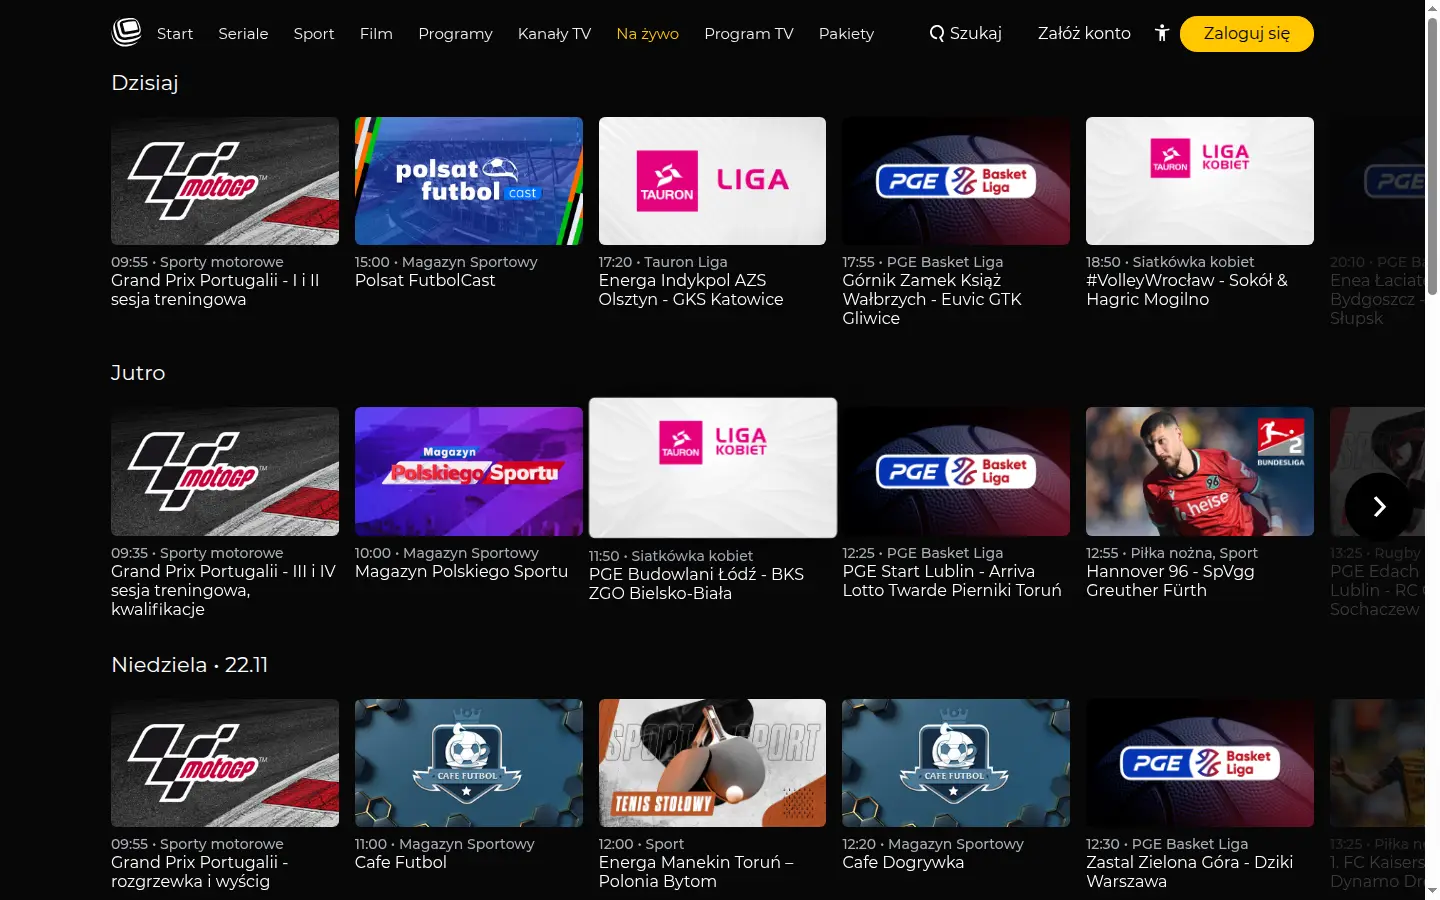 Start Seriale Sport Film Programy Kanały TV Na żywo Program TV Pakiety Szukaj Załóż konto Zaloguj się
Dzisiaj
motoGP™
polsat futbol cast
TAURON LIGA
PGE Basket Liga
TAURON LIGA KOBIET
PGE
09:55 • Sporty motorowe
Grand Prix Portugalii - I i II
sesja treningowa
15:00 • Magazyn Sportowy
Polsat FutbolCast
17:20 • Tauron Liga
Energa Indykpol AZS
Olsztyn - GKS Katowice
17:55 • PGE Basket Liga
Górnik Zamek Książ
Wałbrzych - Euvic GTK
Gliwice
18:50 • Siatkówka kobiet
#VolleyWrocław - Sokół &
Hagric Mogilno
20:10 • PGE
Enea
Bydgoszcz -
Słupsk
Jutro
motoGP™
Magazyn
Polskiego Sportu
TAURON LIGA KOBIET
PGE Basket Liga
96
heise
2
BUNDESLIGA
09:35 • Sporty motorowe
Grand Prix Portugalii - III i IV
sesja treningowa,
kwalifikacje
10:00 • Magazyn Sportowy
Magazyn Polskiego Sportu
11:50 • Siatkówka kobiet
PGE Budowlani Łódź - BKS
ZGO Bielsko-Biała
12:25 • PGE Basket Liga
PGE Start Lublin - Arriva
Lotto Twarde Pierniki Toruń
12:55 • Piłka nożna, Sport
Hannover 96 - SpVgg
Greuther Fürth
13:25 • Rugby
PGE Edach
Lublin - RC
Sochaczew
Niedziela • 22.11
motoGP™
CAFE FUTBOL
SPORT SPORT
TENIS STOŁOWY
CAFE FUTBOL
PGE Basket Liga
09:55 • Sporty motorowe
Grand Prix Portugalii -
rozgrzewka i wyścig
11:00 • Magazyn Sportowy
Cafe Futbol
12:00 • Sport
Energa Manekin Toruń –
Polonia Bytom
12:20 • Magazyn Sportowy
Cafe Dogrywka
12:30 • PGE Basket Liga
Zastal Zielona Góra - Dziki
Warszawa
13:25 • Piłka
1. FC
Dynamo